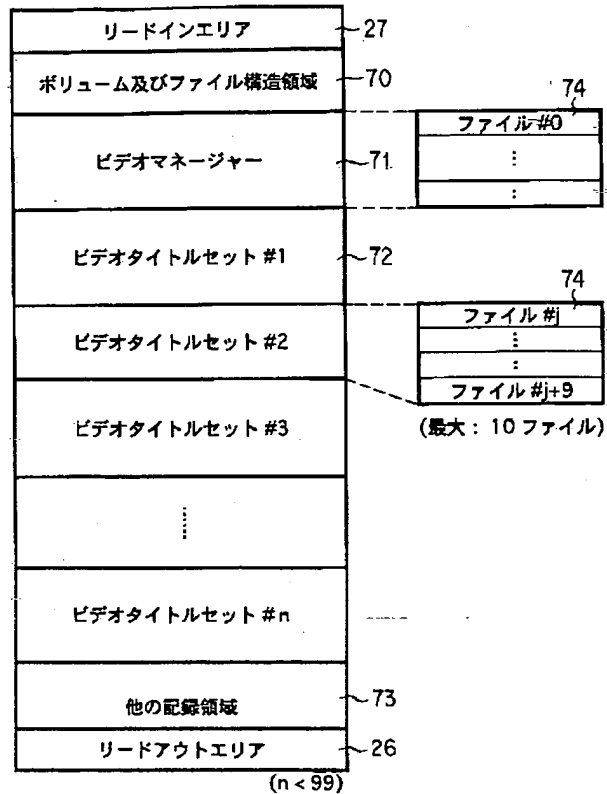 リードインエリア 27
ボリューム及びファイル構造領域 70
ビデオマネージャー 71
74
ファイル #0
⋮
:
ビデオタイトルセット #1 72
ビデオタイトルセット #2
74
ファイル #j
⋮
:
ファイル #j+9
(最大： 10 ファイル)
ビデオタイトルセット #3
⋮
ビデオタイトルセット #n
他の記録領域 73
リードアウトエリア 26
(n < 99)